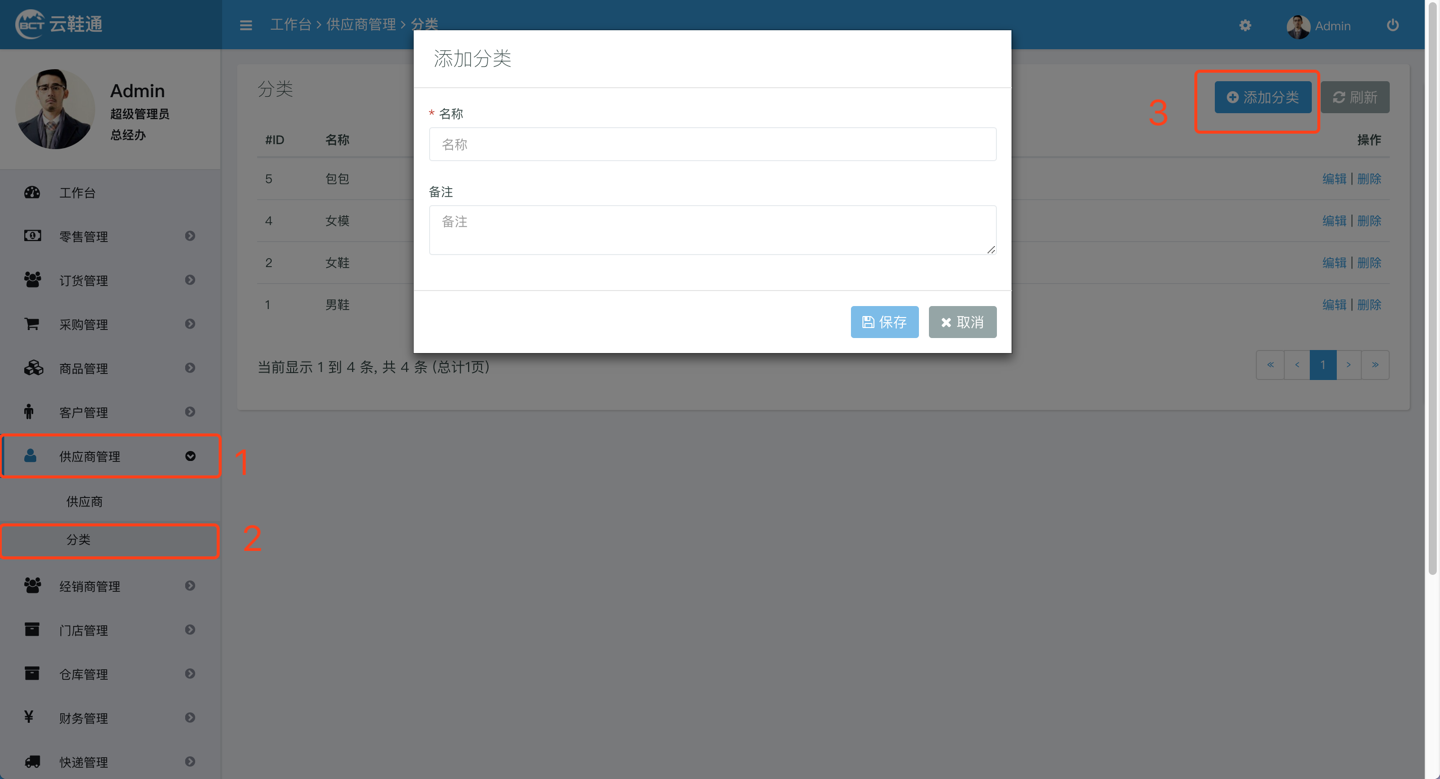 BCT 云鞋通
工作台 > 供应商管理 > 分类
Admin
Admin
超级管理员
总经办
工作台
零售管理
订货管理
采购管理
商品管理
客户管理
供应商管理
1
供应商
分类
2
经销商管理
门店管理
仓库管理
财务管理
快递管理
分类
3
添加分类
刷新
#ID 名称 操作
5 包包 编辑 | 删除
4 女模 编辑 | 删除
2 女鞋 编辑 | 删除
1 男鞋 编辑 | 删除
当前显示 1 到 4 条, 共 4 条 (总计1页)
« ‹ 1 › »
添加分类
* 名称
名称
备注
备注
保存
取消